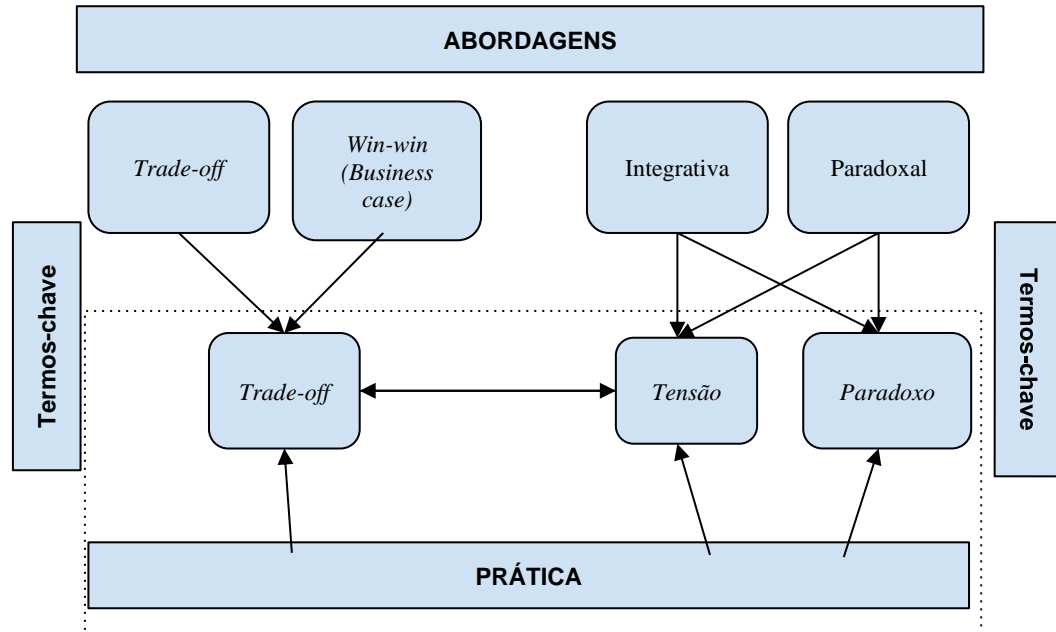 ABORDAGENS
Trade-off
Win-win
(Business
case)
Integrativa
Paradoxal
Termos-chave
Termos-chave
Trade-off
Tensão
Paradoxo
PRÁTICA